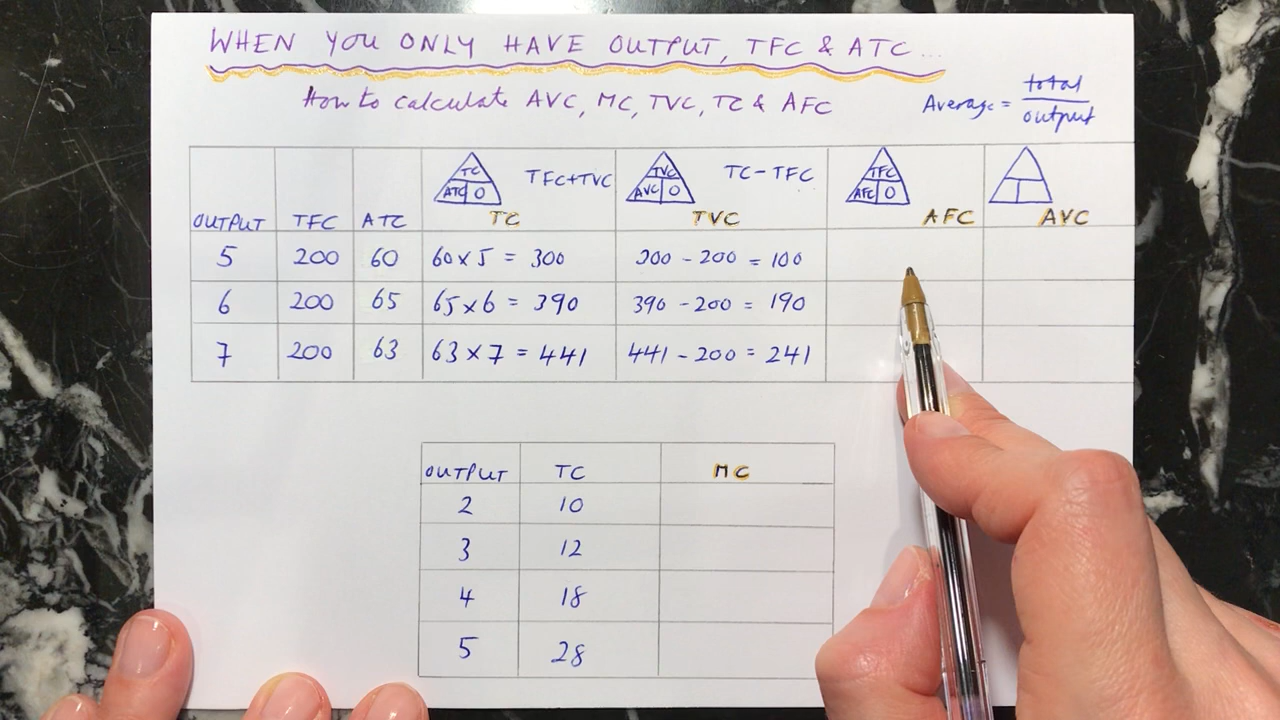 WHEN YOU ONLY HAVE OUTPUT, TFC & ATC...
How to calculate AVC, MC, TVC, TC & AFC
Average = total / output
TC ATC O TFC+TVC
TVC AVC O TC-TFC
TFC AFC O
OUTPUT TFC ATC TC TVC AFC AVC
5 200 60 60 x 5 = 300 300 - 200 = 100
6 200 65 65 x 6 = 390 390 - 200 = 190
7 200 63 63 x 7 = 441 441 - 200 = 241
OUTPUT TC MC
2 10
3 12
4 18
5 28